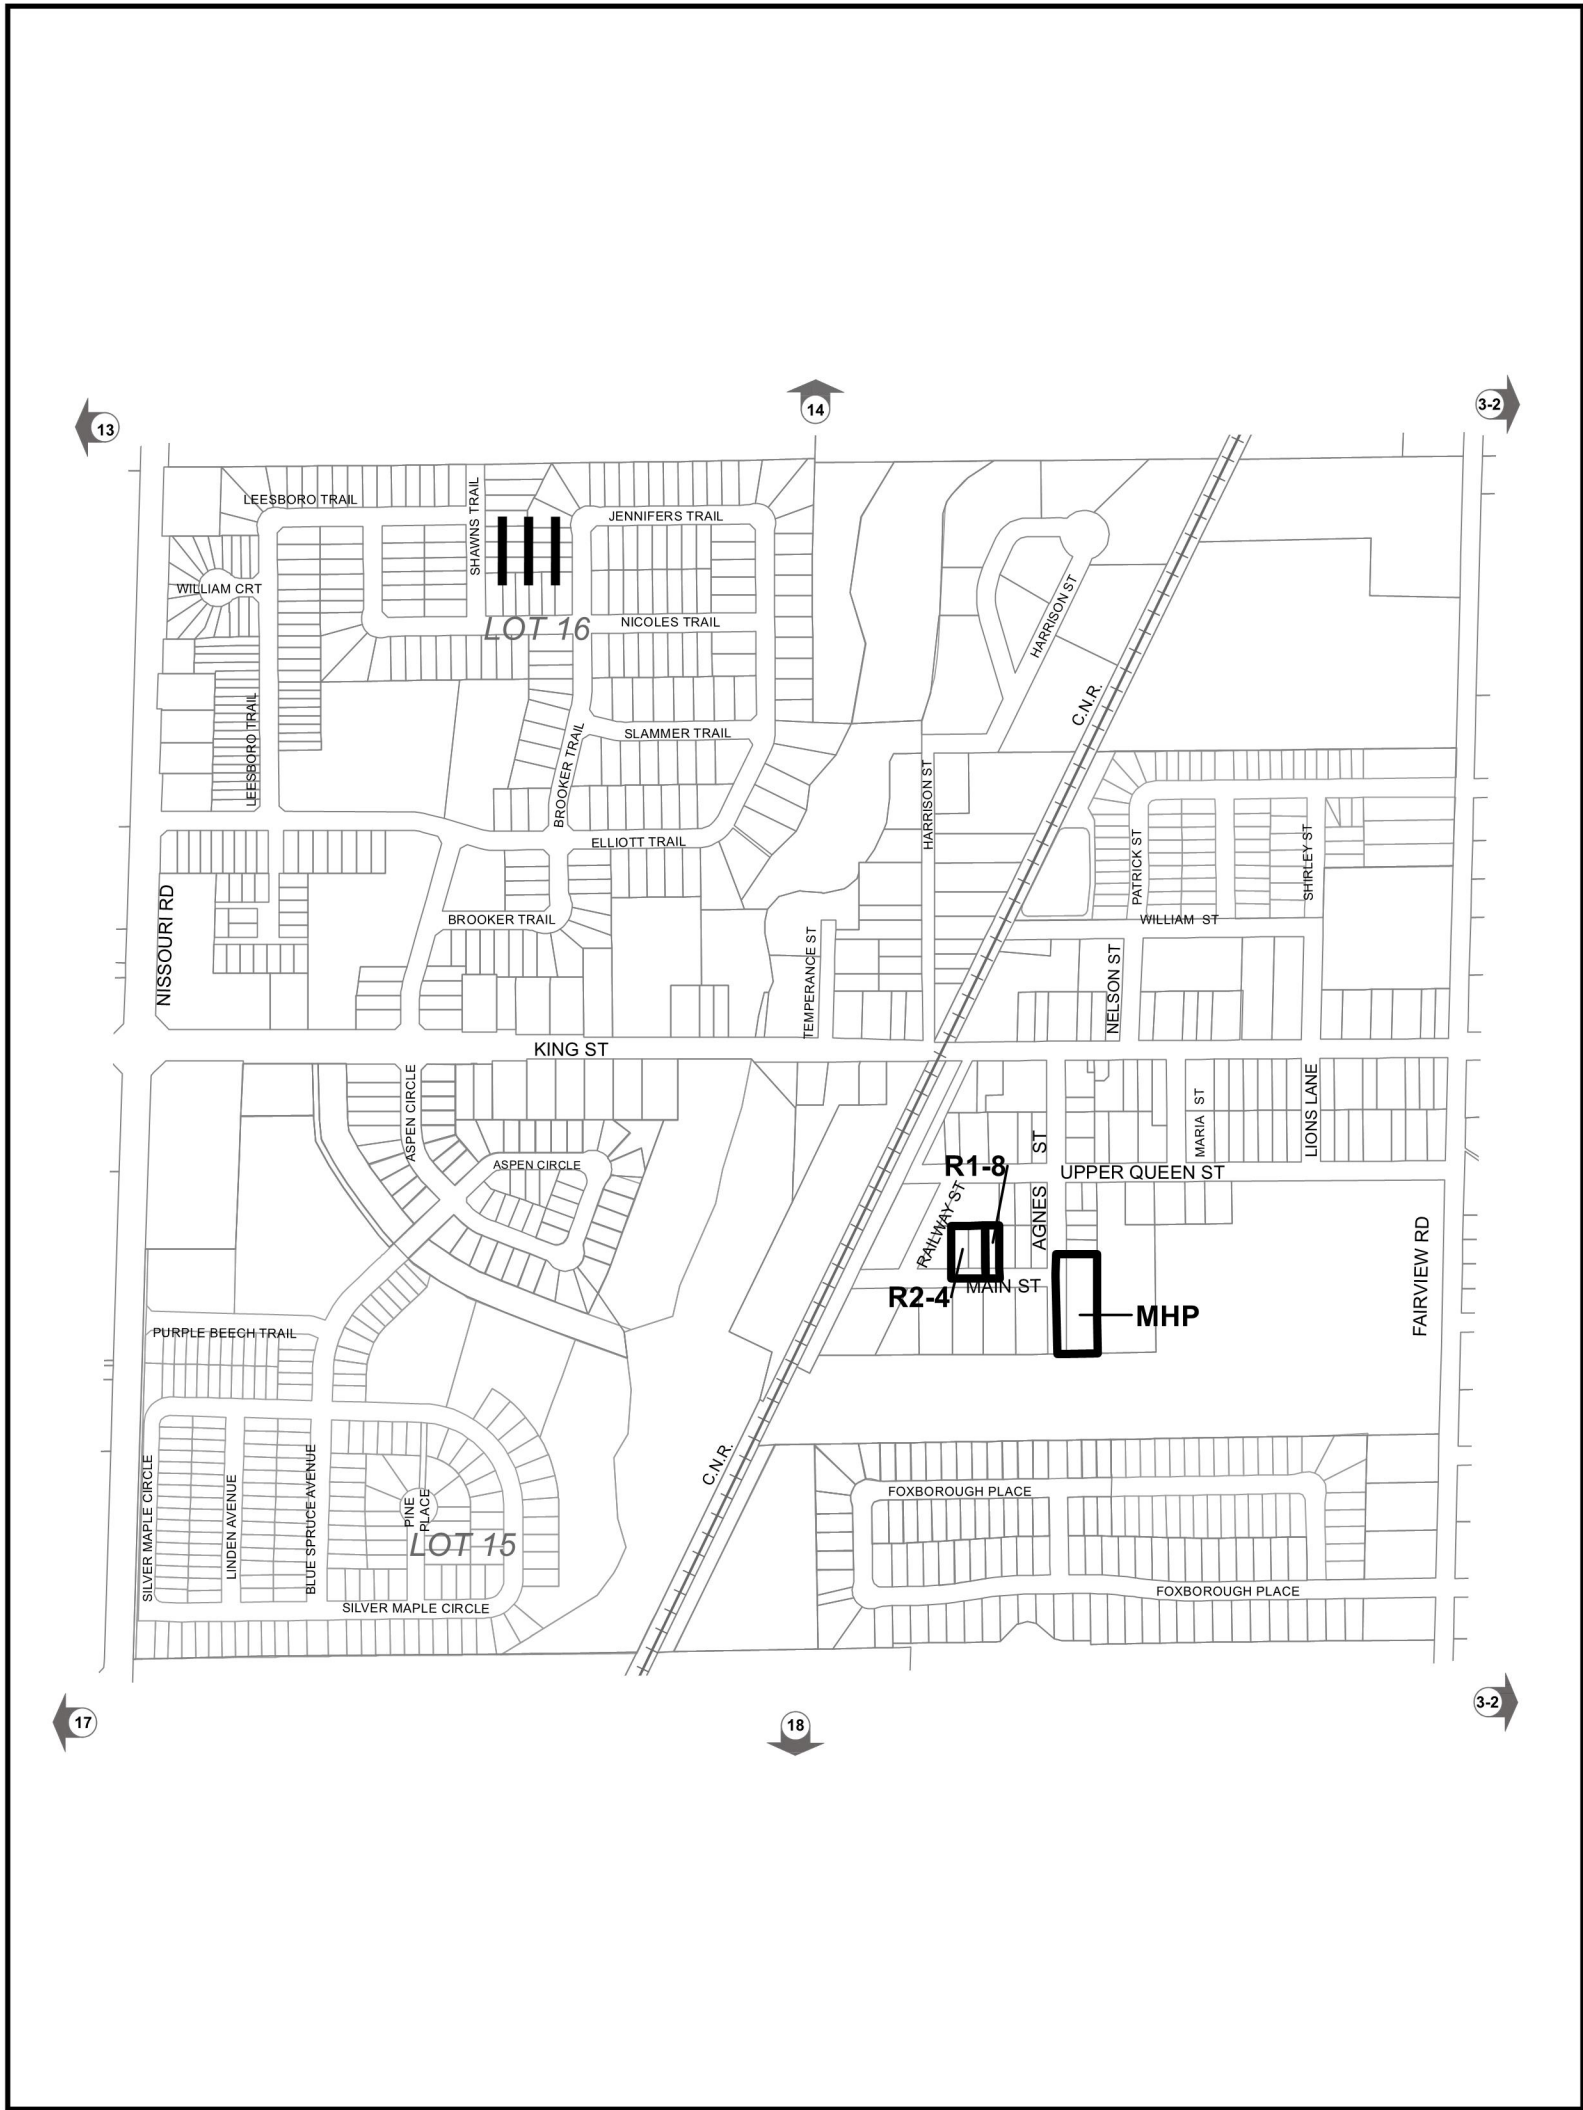 14
3-2
13
LEESBORO TRAIL
SHAWNS TRAIL
JENNIFERS TRAIL
WILLIAM CRT
HARRISON ST
LOT 16
NICOLES TRAIL
C.N.R.
LEESBORO TRAIL
BROOKER TRAIL
SLAMMER TRAIL
HARRISON ST
ELLIOTT TRAIL
PATRICK ST
SHIRLEY ST
NISSOURI RD
BROOKER TRAIL
WILLIAM ST
TEMPERANCE ST
NELSON ST
KING ST
ASPEN CIRCLE
MARIA ST
LIONS LANE
ASPEN CIRCLE
R1-8
AGNES ST
UPPER QUEEN ST
RAILWAY ST
FAIRVIEW RD
R2-4
MAIN ST
MHP
PURPLE BEECH TRAIL
C.N.R.
SILVER MAPLE CIRCLE
LINDEN AVENUE
BLUE SPRUCE AVENUE
PINE
PLACE
FOXBOROUGH PLACE
LOT 15
FOXBOROUGH PLACE
SILVER MAPLE CIRCLE
17
18
3-2